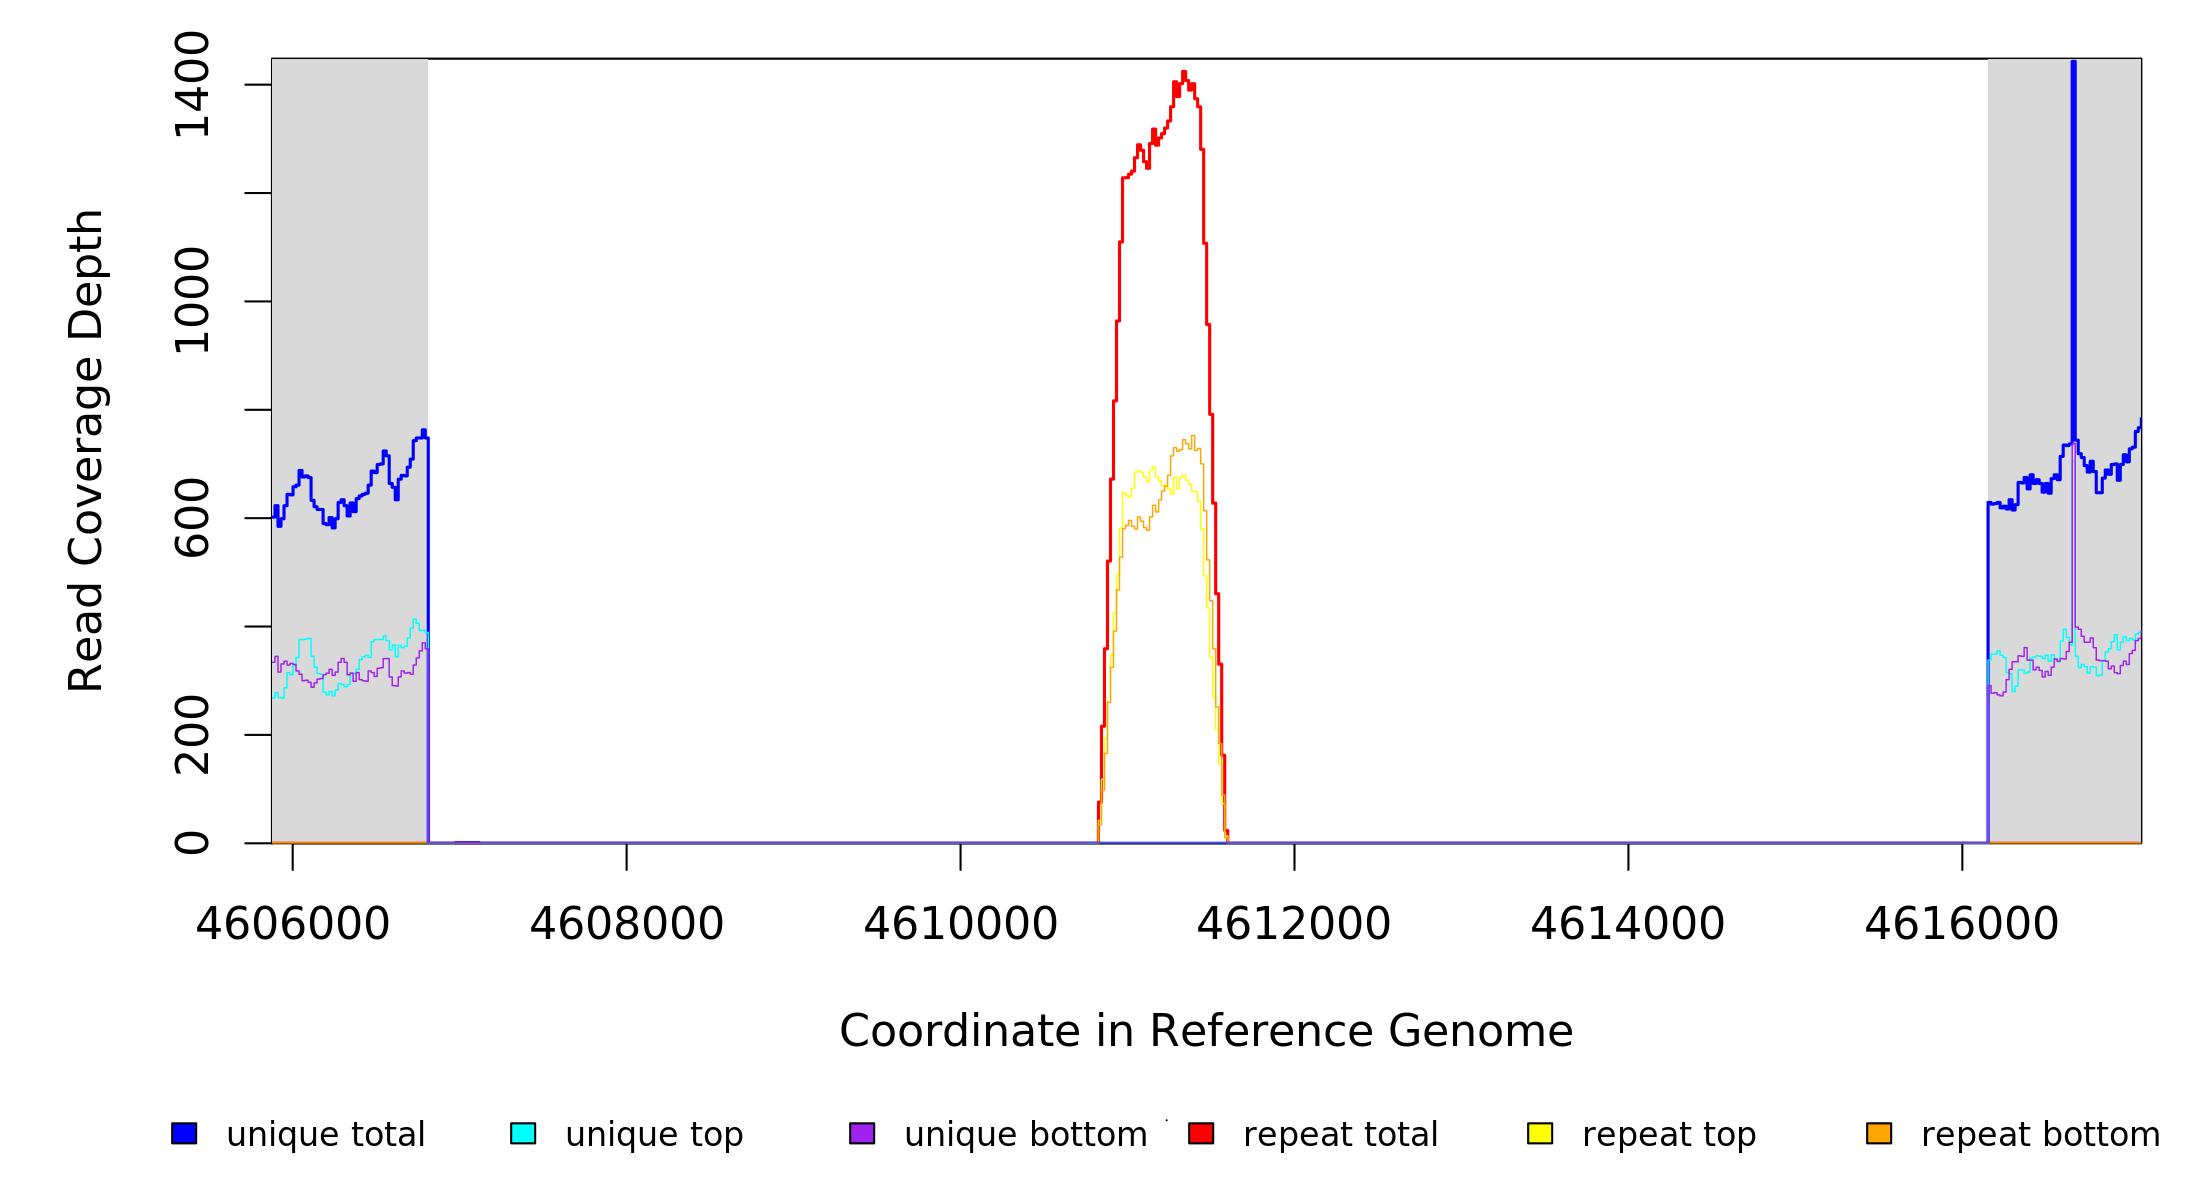 Read Coverage Depth
1400
1000
600
200
0
4606000 4608000 4610000 4612000 4614000 4616000
Coordinate in Reference Genome
unique total unique top unique bottom repeat total repeat top repeat bottom